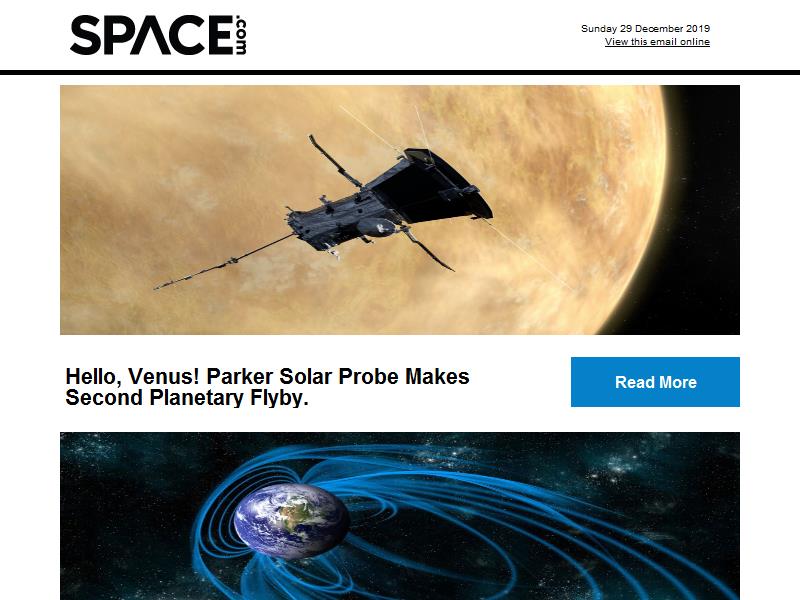 SPACE.com
Sunday 29 December 2019
View this email online
Hello, Venus! Parker Solar Probe Makes
Second Planetary Flyby.
Read More